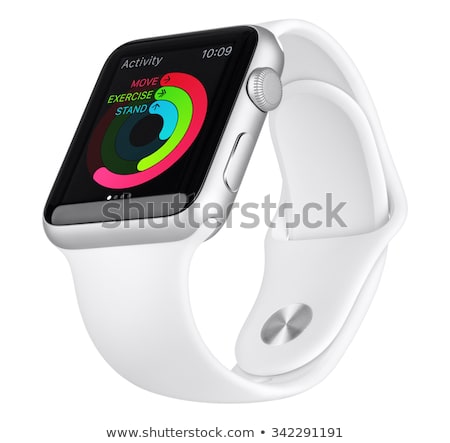 Activity 10:09
MOVE
EXERCISE
STAND
shutterstock
www.shutterstock.com · 342291191